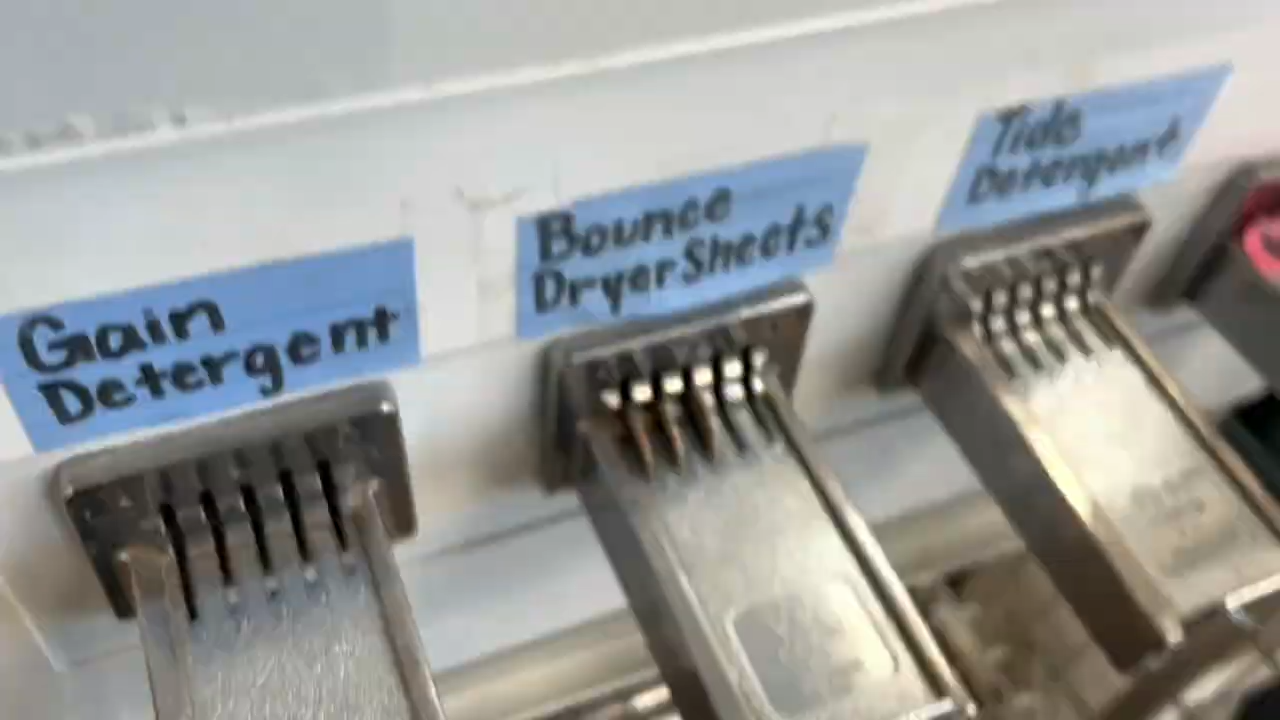 Gain
Detergent
Bounce
Dryer Sheets
Tide
Detergent